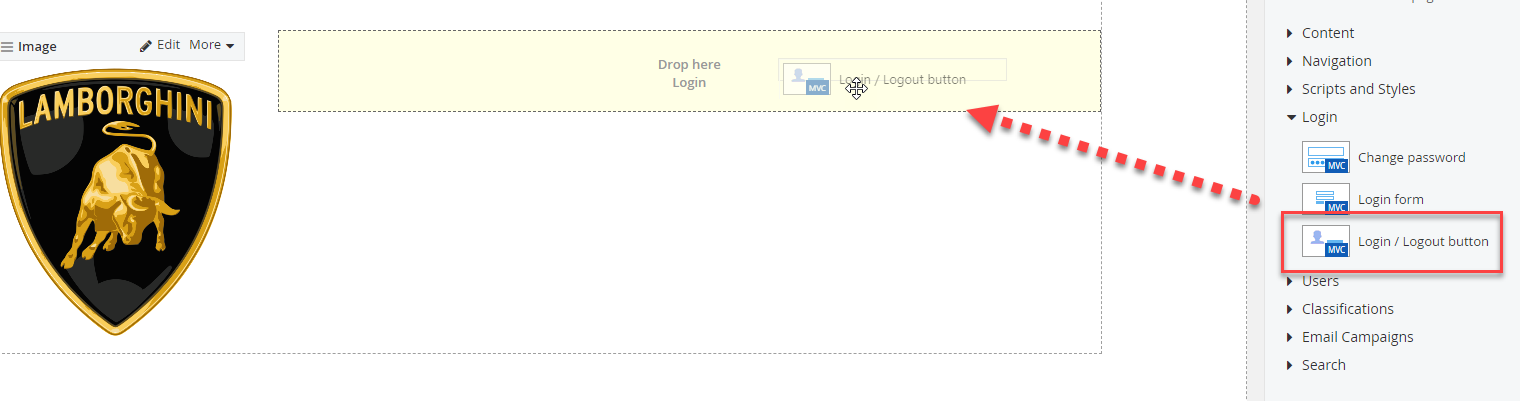 Image
Edit
More
LAMBORGHINI
Drop here
Login
MVC
Login / Logout button
Content
Navigation
Scripts and Styles
Login
MVC
Change password
MVC
Login form
MVC
Login / Logout button
Users
Classifications
Email Campaigns
Search